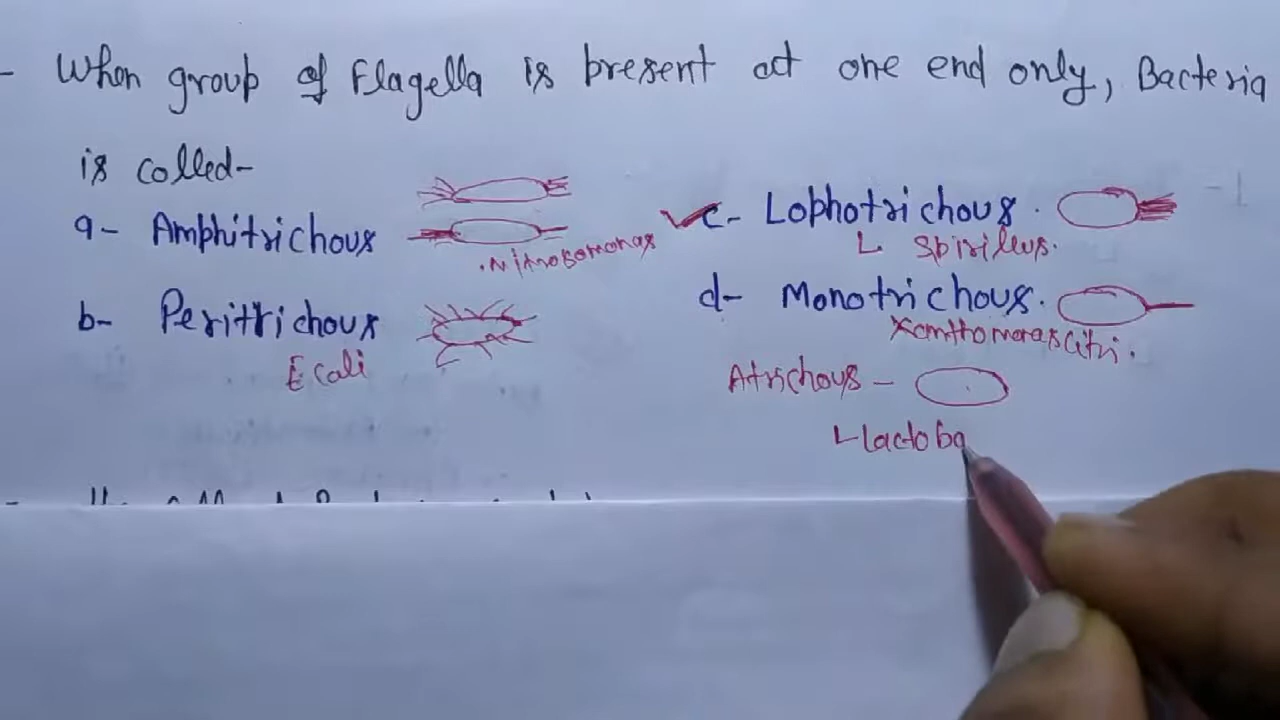 - When group of Flagella is present at one end only, Bacteria
is called-
a- Amphitrichous
.Nitrosomonas
b- Peritrichous
E cali
c- Lophotrichous.
L Spirillus.
d- Monotrichous.
Xanthomonas citri.
Atrichous -
L lactoba